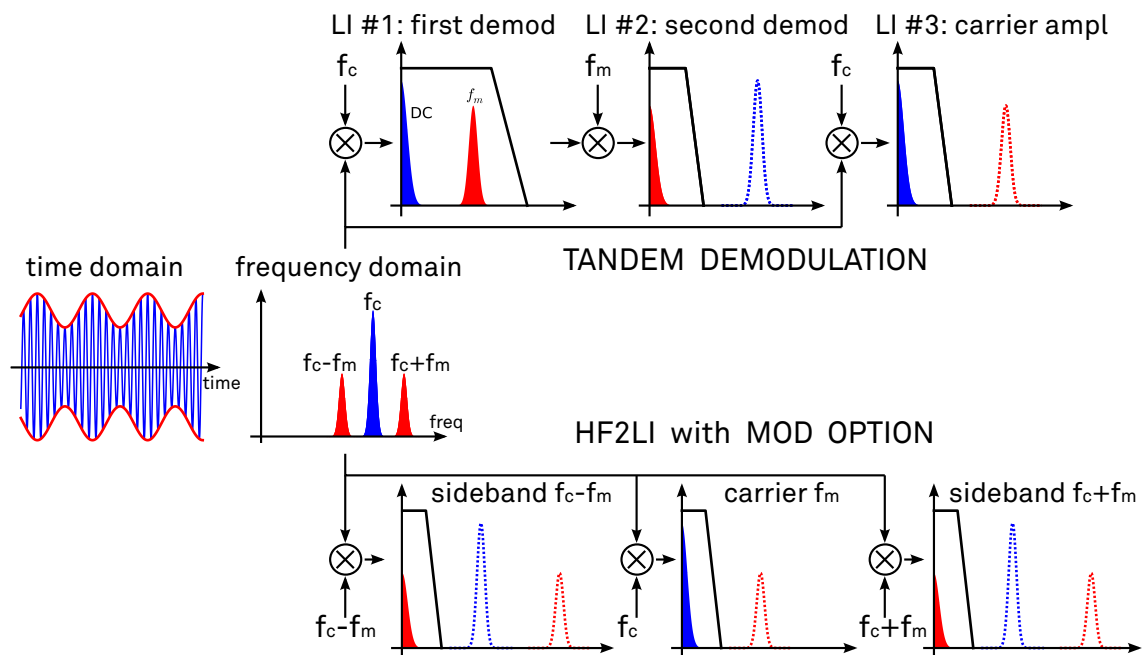 LI #1: first demod
LI #2: second demod
LI #3: carrier ampl
fc
fm
fc
DC
fm
TANDEM DEMODULATION
time domain
frequency domain
fc
fc-fm
fc+fm
time
freq
HF2LI with MOD OPTION
sideband fc-fm
carrier fm
sideband fc+fm
fc-fm
fc
fc+fm